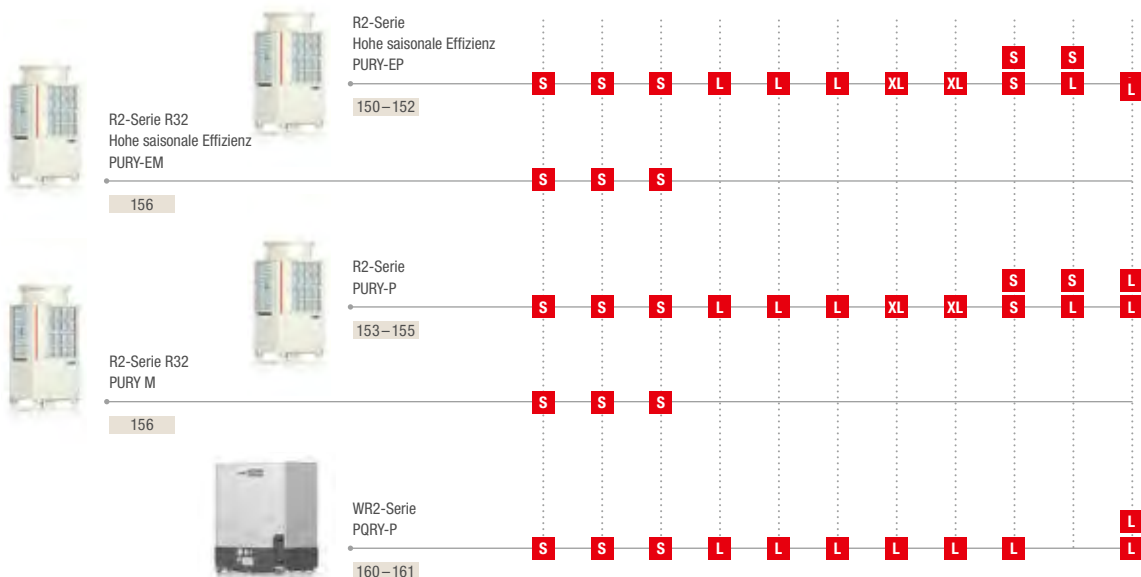 R2-Serie
Hohe saisonale Effizienz
PURY-EP
150–152
S S
S S S L L L XL XL S L L
R2-Serie R32
Hohe saisonale Effizienz
PURY-EM
156
S S S
R2-Serie
PURY-P
153–155
S S L
S S S L L L XL XL S L L
R2-Serie R32
PURY M
156
S S S
WR2-Serie
PQRY-P
160–161
L
S S S L L L L L L L